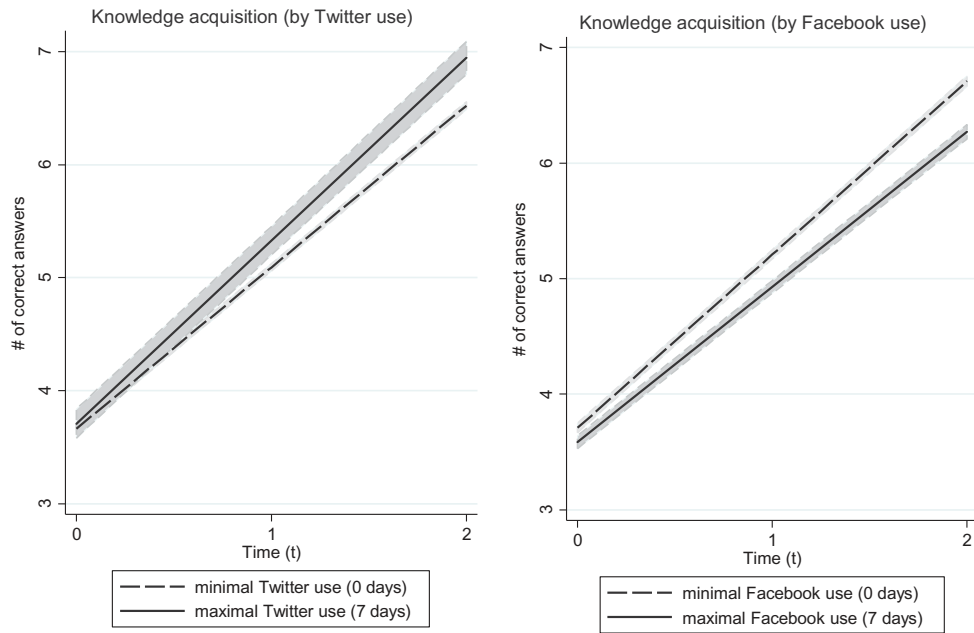 Knowledge acquisition (by Twitter use)
# of correct answers
7
6
5
4
3
0
1
2
Time (t)
minimal Twitter use (0 days)
maximal Twitter use (7 days)
Knowledge acquisition (by Facebook use)
# of correct answers
7
6
5
4
3
0
1
2
Time (t)
minimal Facebook use (0 days)
maximal Facebook use (7 days)